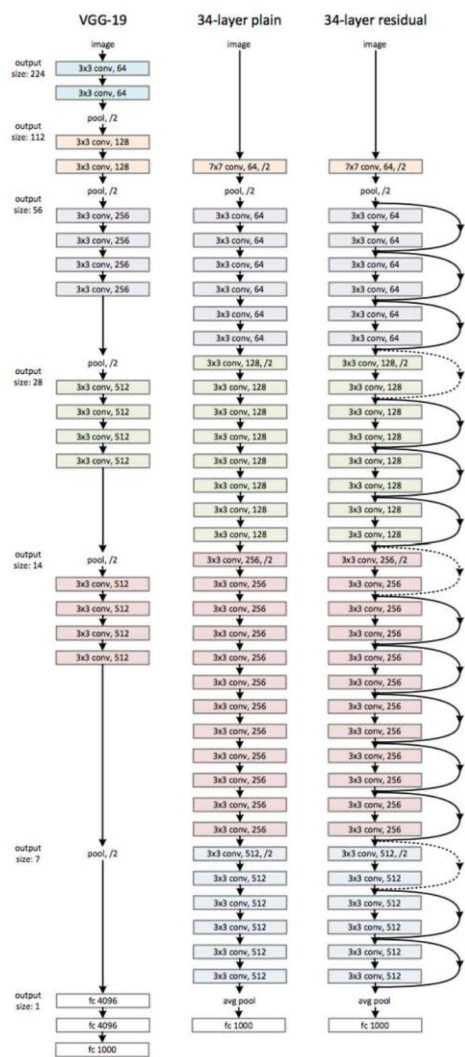 output
size: 224
output
size: 112
output
size: 56
output
size: 28
output
size: 14
output
size: 7
output
size: 1
VGG-19
image
3x3 conv, 64
3x3 conv, 64
pool, /2
3x3 conv, 128
3x3 conv, 128
pool, /2
3x3 conv, 256
3x3 conv, 256
3x3 conv, 256
3x3 conv, 256
pool, /2
3x3 conv, 512
3x3 conv, 512
3x3 conv, 512
3x3 conv, 512
pool, /2
3x3 conv, 512
3x3 conv, 512
3x3 conv, 512
3x3 conv, 512
pool, /2
fc 4096
fc 4096
fc 1000
34-layer plain
image
7x7 conv, 64, /2
pool, /2
3x3 conv, 64
3x3 conv, 64
3x3 conv, 64
3x3 conv, 64
3x3 conv, 64
3x3 conv, 64
3x3 conv, 128, /2
3x3 conv, 128
3x3 conv, 128
3x3 conv, 128
3x3 conv, 128
3x3 conv, 128
3x3 conv, 128
3x3 conv, 128
3x3 conv, 256, /2
3x3 conv, 256
3x3 conv, 256
3x3 conv, 256
3x3 conv, 256
3x3 conv, 256
3x3 conv, 256
3x3 conv, 256
3x3 conv, 256
3x3 conv, 256
3x3 conv, 256
3x3 conv, 256
3x3 conv, 512, /2
3x3 conv, 512
3x3 conv, 512
3x3 conv, 512
3x3 conv, 512
3x3 conv, 512
avg pool
fc 1000
34-layer residual
image
7x7 conv, 64, /2
pool, /2
3x3 conv, 64
3x3 conv, 64
3x3 conv, 64
3x3 conv, 64
3x3 conv, 64
3x3 conv, 64
3x3 conv, 128, /2
3x3 conv, 128
3x3 conv, 128
3x3 conv, 128
3x3 conv, 128
3x3 conv, 128
3x3 conv, 128
3x3 conv, 128
3x3 conv, 256, /2
3x3 conv, 256
3x3 conv, 256
3x3 conv, 256
3x3 conv, 256
3x3 conv, 256
3x3 conv, 256
3x3 conv, 256
3x3 conv, 256
3x3 conv, 256
3x3 conv, 256
3x3 conv, 256
3x3 conv, 512, /2
3x3 conv, 512
3x3 conv, 512
3x3 conv, 512
3x3 conv, 512
3x3 conv, 512
avg pool
fc 1000